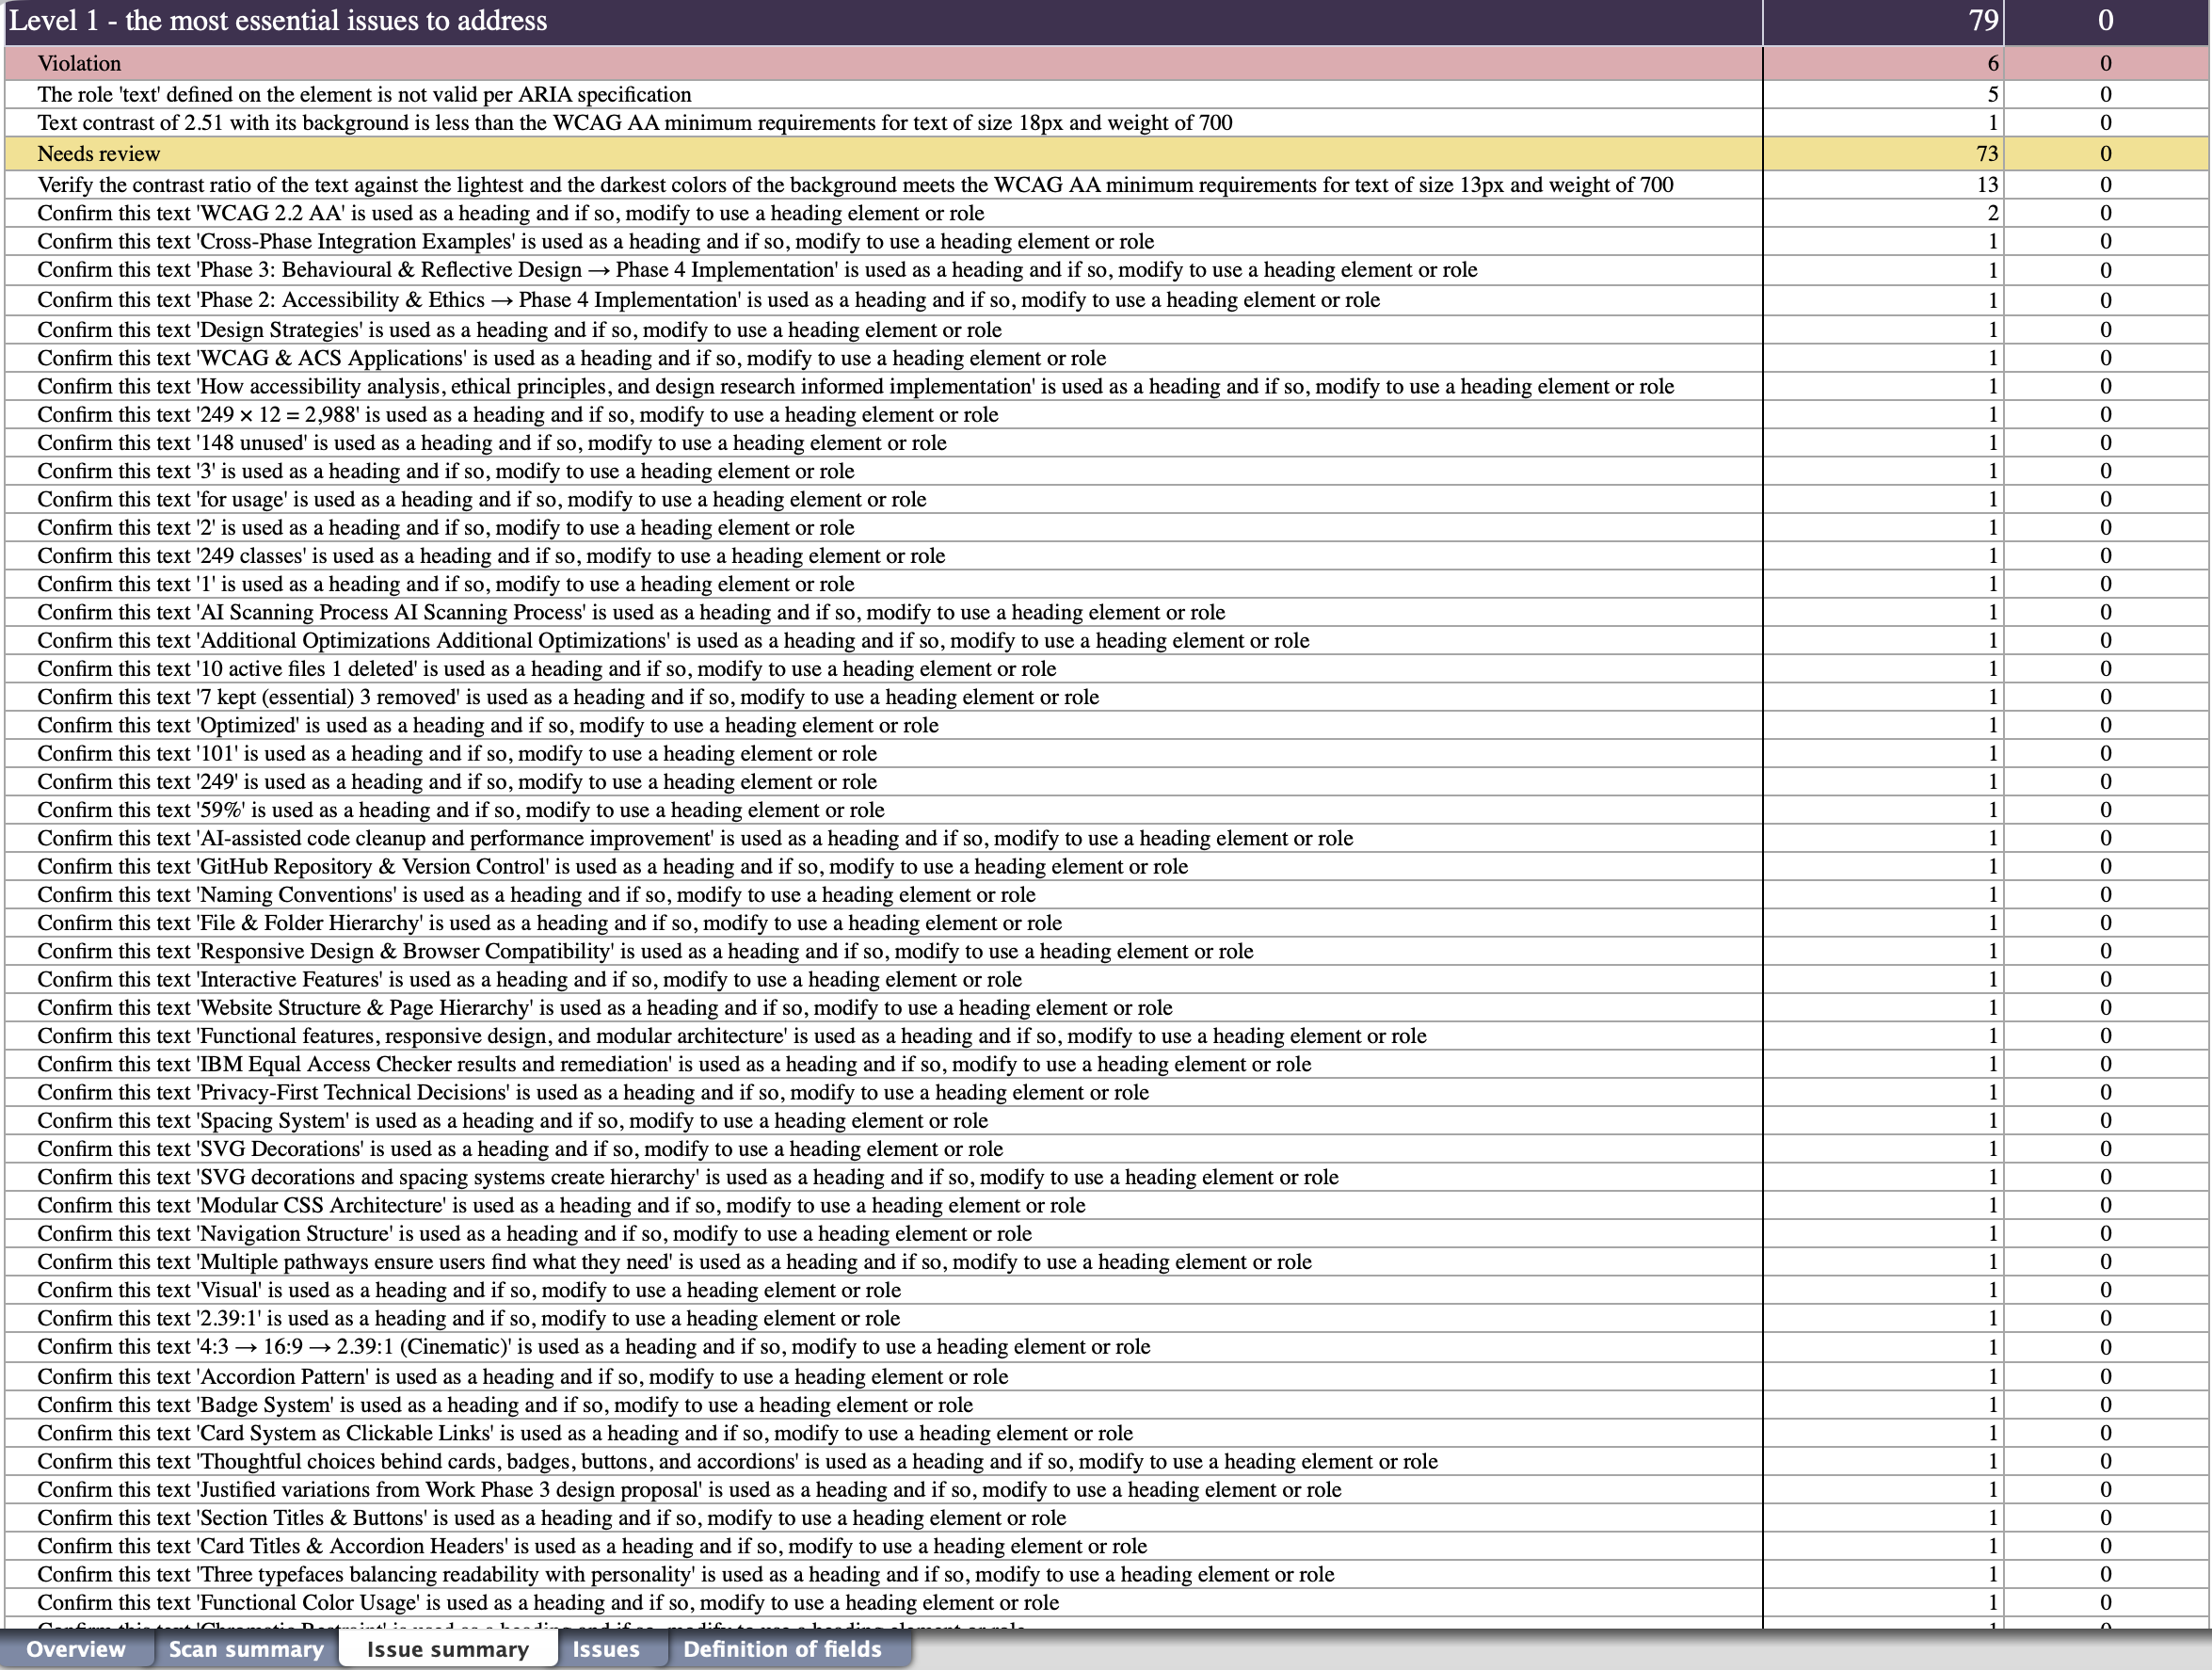 Level 1 - the most essential issues to address 79 0
Violation 6 0
The role 'text' defined on the element is not valid per ARIA specification 5 0
Text contrast of 2.51 with its background is less than the WCAG AA minimum requirements for text of size 18px and weight of 700 1 0
Needs review 73 0
Verify the contrast ratio of the text against the lightest and the darkest colors of the background meets the WCAG AA minimum requirements for text of size 13px and weight of 700 13 0
Confirm this text 'WCAG 2.2 AA' is used as a heading and if so, modify to use a heading element or role 2 0
Confirm this text 'Cross-Phase Integration Examples' is used as a heading and if so, modify to use a heading element or role 1 0
Confirm this text 'Phase 3: Behavioural & Reflective Design → Phase 4 Implementation' is used as a heading and if so, modify to use a heading element or role 1 0
Confirm this text 'Phase 2: Accessibility & Ethics → Phase 4 Implementation' is used as a heading and if so, modify to use a heading element or role 1 0
Confirm this text 'Design Strategies' is used as a heading and if so, modify to use a heading element or role 1 0
Confirm this text 'WCAG & ACS Applications' is used as a heading and if so, modify to use a heading element or role 1 0
Confirm this text 'How accessibility analysis, ethical principles, and design research informed implementation' is used as a heading and if so, modify to use a heading element or role 1 0
Confirm this text '249 × 12 = 2,988' is used as a heading and if so, modify to use a heading element or role 1 0
Confirm this text '148 unused' is used as a heading and if so, modify to use a heading element or role 1 0
Confirm this text '3' is used as a heading and if so, modify to use a heading element or role 1 0
Confirm this text 'for usage' is used as a heading and if so, modify to use a heading element or role 1 0
Confirm this text '2' is used as a heading and if so, modify to use a heading element or role 1 0
Confirm this text '249 classes' is used as a heading and if so, modify to use a heading element or role 1 0
Confirm this text '1' is used as a heading and if so, modify to use a heading element or role 1 0
Confirm this text 'AI Scanning Process AI Scanning Process' is used as a heading and if so, modify to use a heading element or role 1 0
Confirm this text 'Additional Optimizations Additional Optimizations' is used as a heading and if so, modify to use a heading element or role 1 0
Confirm this text '10 active files 1 deleted' is used as a heading and if so, modify to use a heading element or role 1 0
Confirm this text '7 kept (essential) 3 removed' is used as a heading and if so, modify to use a heading element or role 1 0
Confirm this text 'Optimized' is used as a heading and if so, modify to use a heading element or role 1 0
Confirm this text '101' is used as a heading and if so, modify to use a heading element or role 1 0
Confirm this text '249' is used as a heading and if so, modify to use a heading element or role 1 0
Confirm this text '59%' is used as a heading and if so, modify to use a heading element or role 1 0
Confirm this text 'AI-assisted code cleanup and performance improvement' is used as a heading and if so, modify to use a heading element or role 1 0
Confirm this text 'GitHub Repository & Version Control' is used as a heading and if so, modify to use a heading element or role 1 0
Confirm this text 'Naming Conventions' is used as a heading and if so, modify to use a heading element or role 1 0
Confirm this text 'File & Folder Hierarchy' is used as a heading and if so, modify to use a heading element or role 1 0
Confirm this text 'Responsive Design & Browser Compatibility' is used as a heading and if so, modify to use a heading element or role 1 0
Confirm this text 'Interactive Features' is used as a heading and if so, modify to use a heading element or role 1 0
Confirm this text 'Website Structure & Page Hierarchy' is used as a heading and if so, modify to use a heading element or role 1 0
Confirm this text 'Functional features, responsive design, and modular architecture' is used as a heading and if so, modify to use a heading element or role 1 0
Confirm this text 'IBM Equal Access Checker results and remediation' is used as a heading and if so, modify to use a heading element or role 1 0
Confirm this text 'Privacy-First Technical Decisions' is used as a heading and if so, modify to use a heading element or role 1 0
Confirm this text 'Spacing System' is used as a heading and if so, modify to use a heading element or role 1 0
Confirm this text 'SVG Decorations' is used as a heading and if so, modify to use a heading element or role 1 0
Confirm this text 'SVG decorations and spacing systems create hierarchy' is used as a heading and if so, modify to use a heading element or role 1 0
Confirm this text 'Modular CSS Architecture' is used as a heading and if so, modify to use a heading element or role 1 0
Confirm this text 'Navigation Structure' is used as a heading and if so, modify to use a heading element or role 1 0
Confirm this text 'Multiple pathways ensure users find what they need' is used as a heading and if so, modify to use a heading element or role 1 0
Confirm this text 'Visual' is used as a heading and if so, modify to use a heading element or role 1 0
Confirm this text '2.39:1' is used as a heading and if so, modify to use a heading element or role 1 0
Confirm this text '4:3 → 16:9 → 2.39:1 (Cinematic)' is used as a heading and if so, modify to use a heading element or role 1 0
Confirm this text 'Accordion Pattern' is used as a heading and if so, modify to use a heading element or role 1 0
Confirm this text 'Badge System' is used as a heading and if so, modify to use a heading element or role 1 0
Confirm this text 'Card System as Clickable Links' is used as a heading and if so, modify to use a heading element or role 1 0
Confirm this text 'Thoughtful choices behind cards, badges, buttons, and accordions' is used as a heading and if so, modify to use a heading element or role 1 0
Confirm this text 'Justified variations from Work Phase 3 design proposal' is used as a heading and if so, modify to use a heading element or role 1 0
Confirm this text 'Section Titles & Buttons' is used as a heading and if so, modify to use a heading element or role 1 0
Confirm this text 'Card Titles & Accordion Headers' is used as a heading and if so, modify to use a heading element or role 1 0
Confirm this text 'Three typefaces balancing readability with personality' is used as a heading and if so, modify to use a heading element or role 1 0
Confirm this text 'Functional Color Usage' is used as a heading and if so, modify to use a heading element or role 1 0
Confirm this text 'Chromatic Restraint' is used as a heading and if so, modify to use a heading element or role 1 0
Overview Scan summary Issue summary Issues Definition of fields